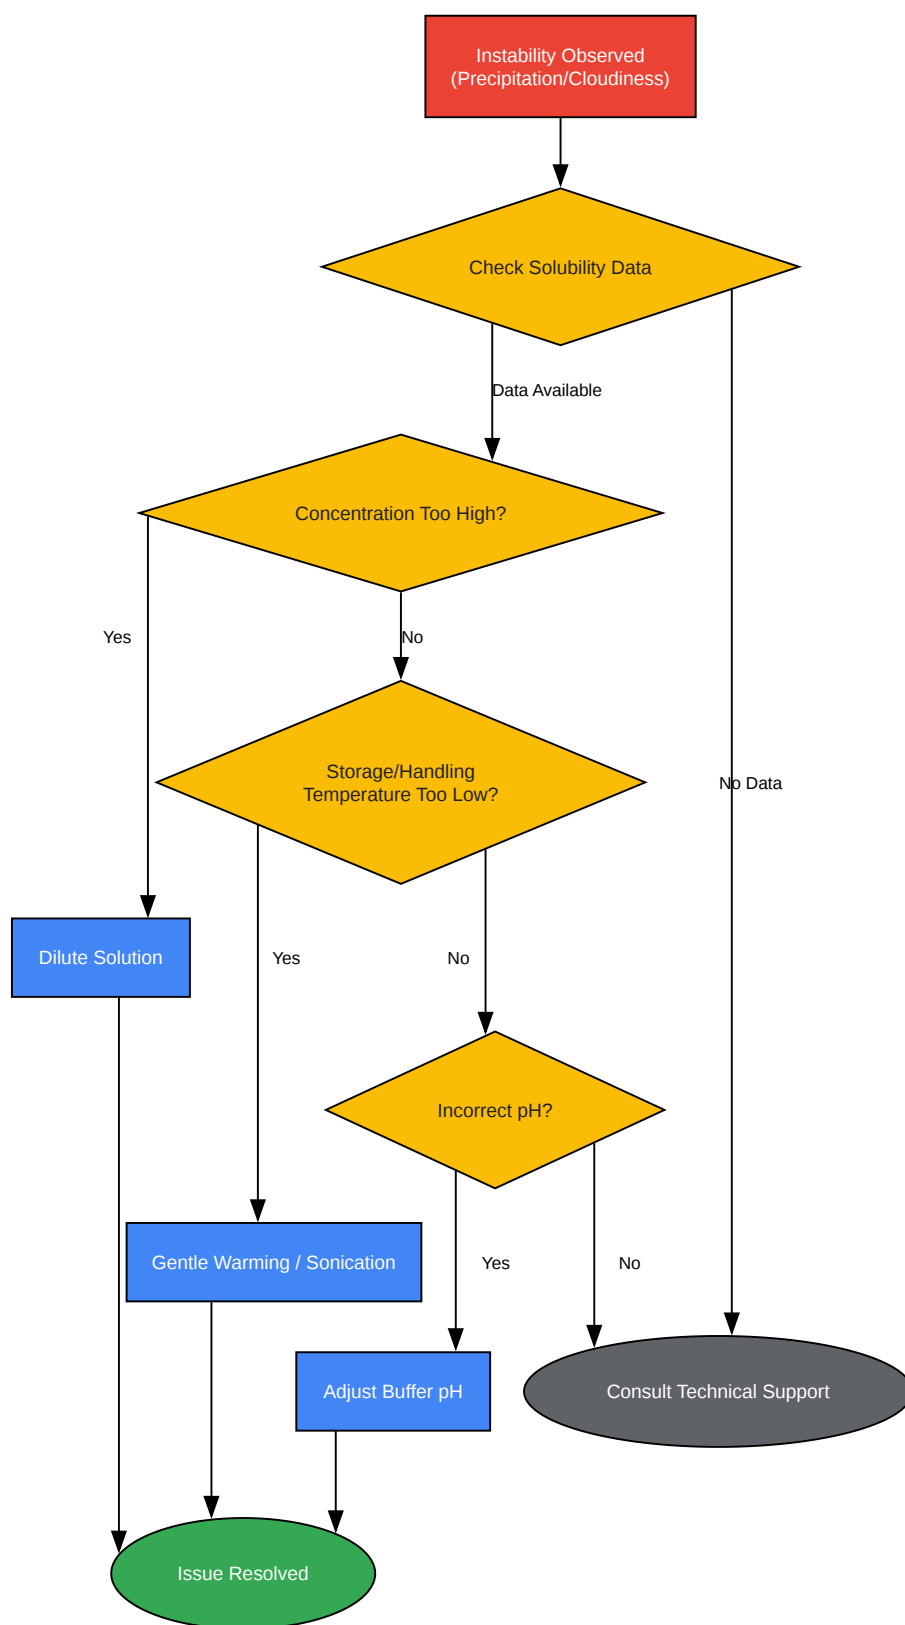 Instability Observed
(Precipitation/Cloudiness)
Check Solubility Data
Data Available
Concentration Too High?
Yes
No
Storage/Handling
Temperature Too Low?
No Data
Dilute Solution
Yes
No
Incorrect pH?
Gentle Warming / Sonication
Yes
No
Adjust Buffer pH
Consult Technical Support
Issue Resolved